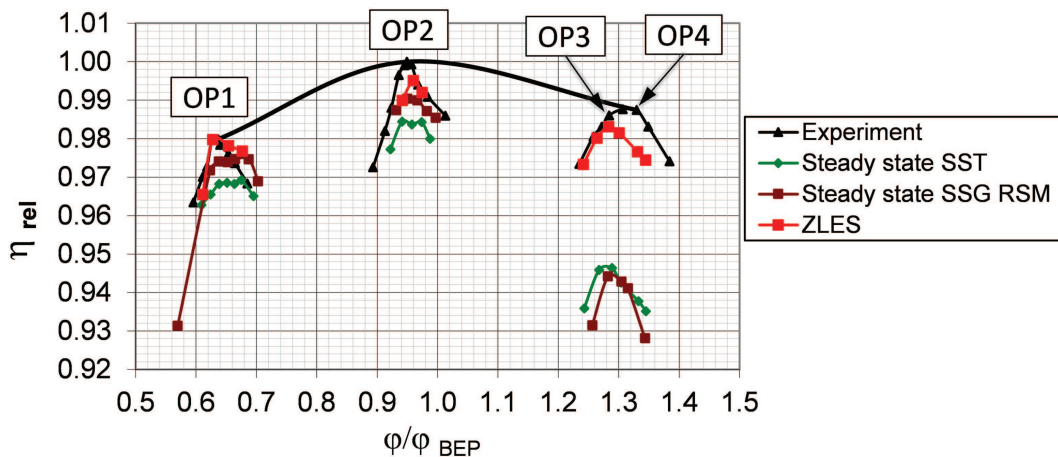 1.01
1.00
0.99
0.98
0.97
0.96
0.95
0.94
0.93
0.92
η rel
0.5 0.6 0.7 0.8 0.9 1.0 1.1 1.2 1.3 1.4 1.5
φ/φ BEP
OP1
OP2
OP3
OP4
Experiment
Steady state SST
Steady state SSG RSM
ZLES